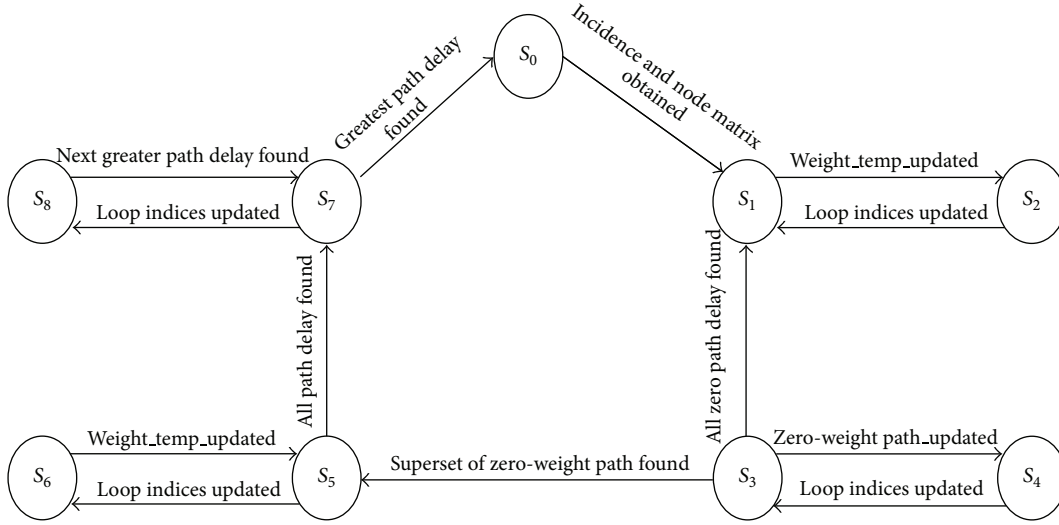 S0
Incidence and node matrix
obtained
Greatest path delay
found
Next greater path delay found
S8
S7
Loop indices updated
Weight_temp_updated
S1
S2
Loop indices updated
All path delay found
All zero path delay found
Weight_temp_updated
S6
S5
Loop indices updated
Superset of zero-weight path found
Zero-weight path_updated
S3
S4
Loop indices updated